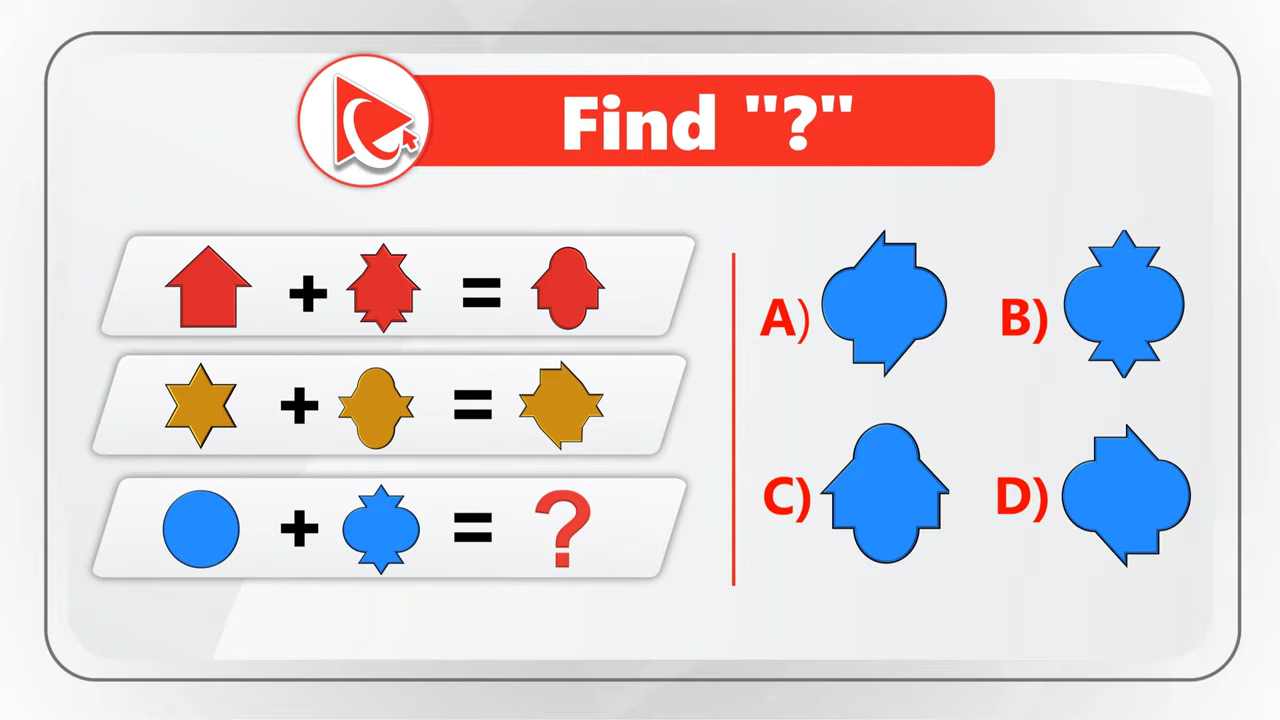 Find "?"
+ =
+ =
+ = ?
A) B)
C) D)